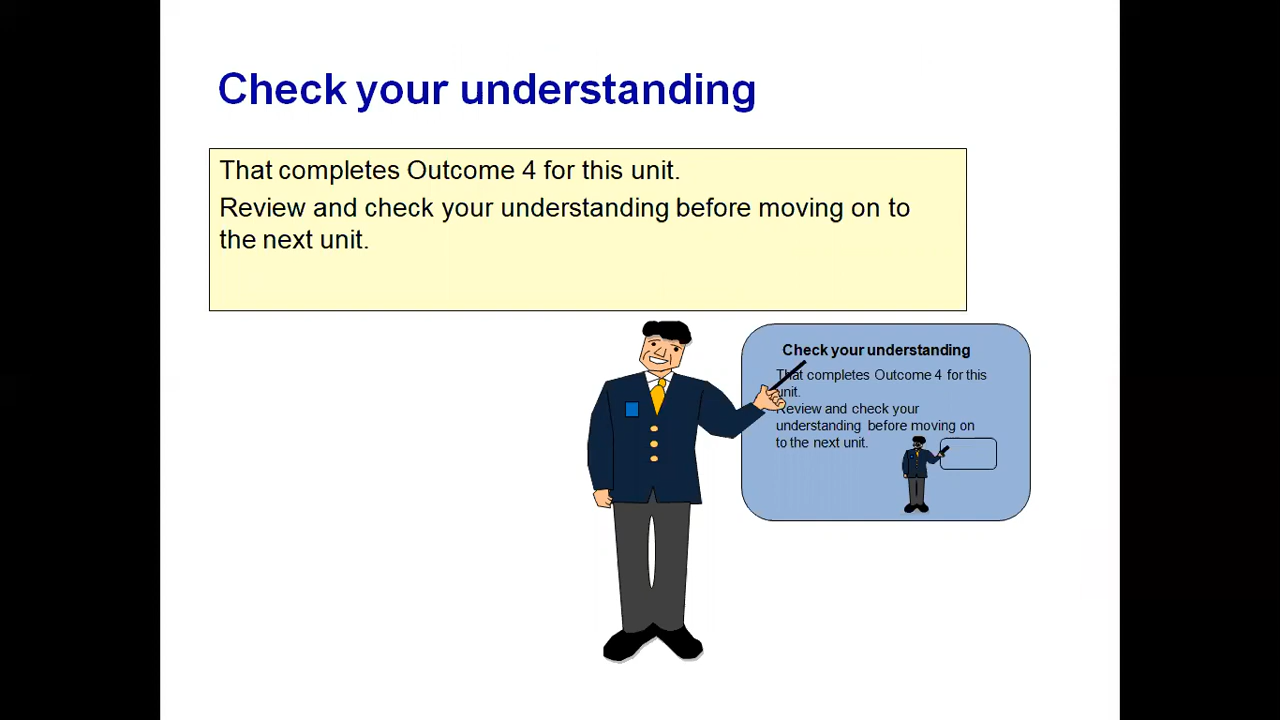 Check your understanding
That completes Outcome 4 for this unit.
Review and check your understanding before moving on to
the next unit.
Check your understanding
That completes Outcome 4 for this
unit.
Review and check your
understanding before moving on
to the next unit.